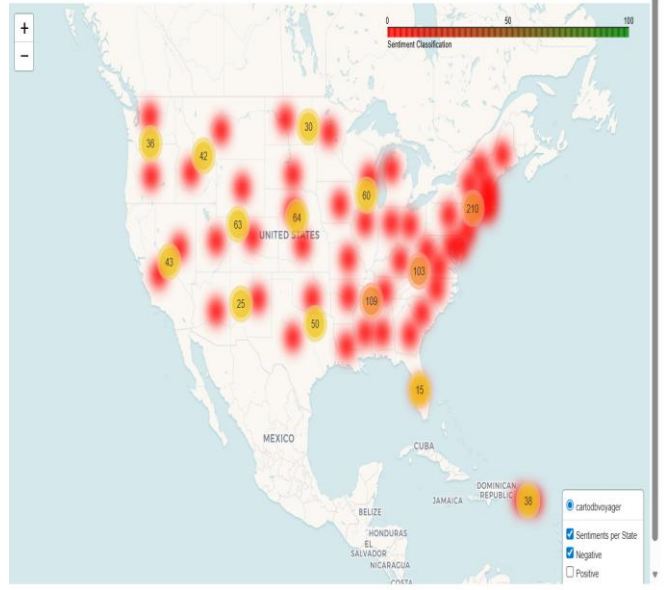 +
−
0 50 100
Sentiment Classification
30
36
42
60
210
63
64
UNITED STATES
43
103
25
109
50
15
MEXICO
CUBA
DOMINICAN
REPUBLIC
JAMAICA
38
BELIZE
HONDURAS
EL
SALVADOR
NICARAGUA
COSTA
cartodbvoyager
Sentiments per State
Negative
Positive